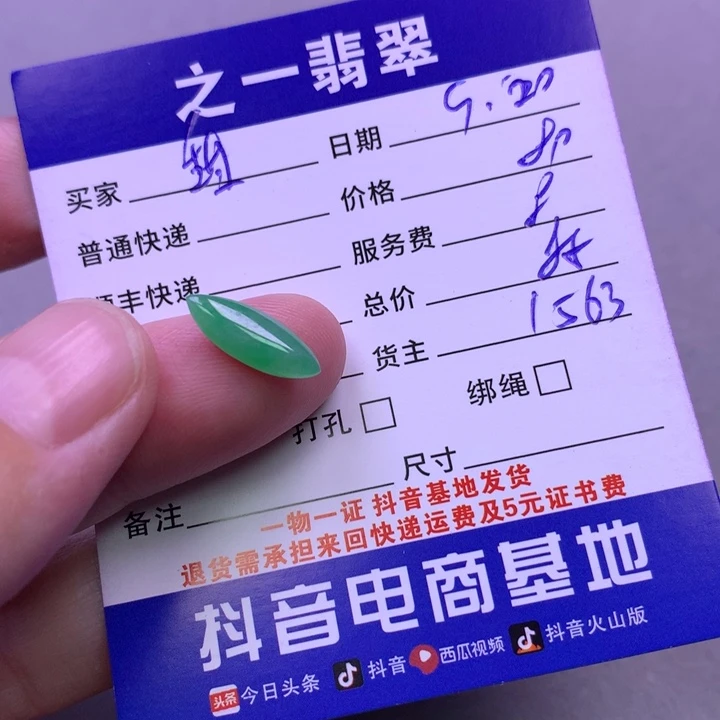 之一翡翠
买家 日期 9.20
普通快递 价格 80
顺丰快递 服务费
总价
货主 1563
打孔 绑绳
尺寸
备注
一物一证 抖音基地发货
退货需承担来回快递运费及5元证书费
抖音电商基地
头条 今日头条 抖音 西瓜视频 抖音火山版